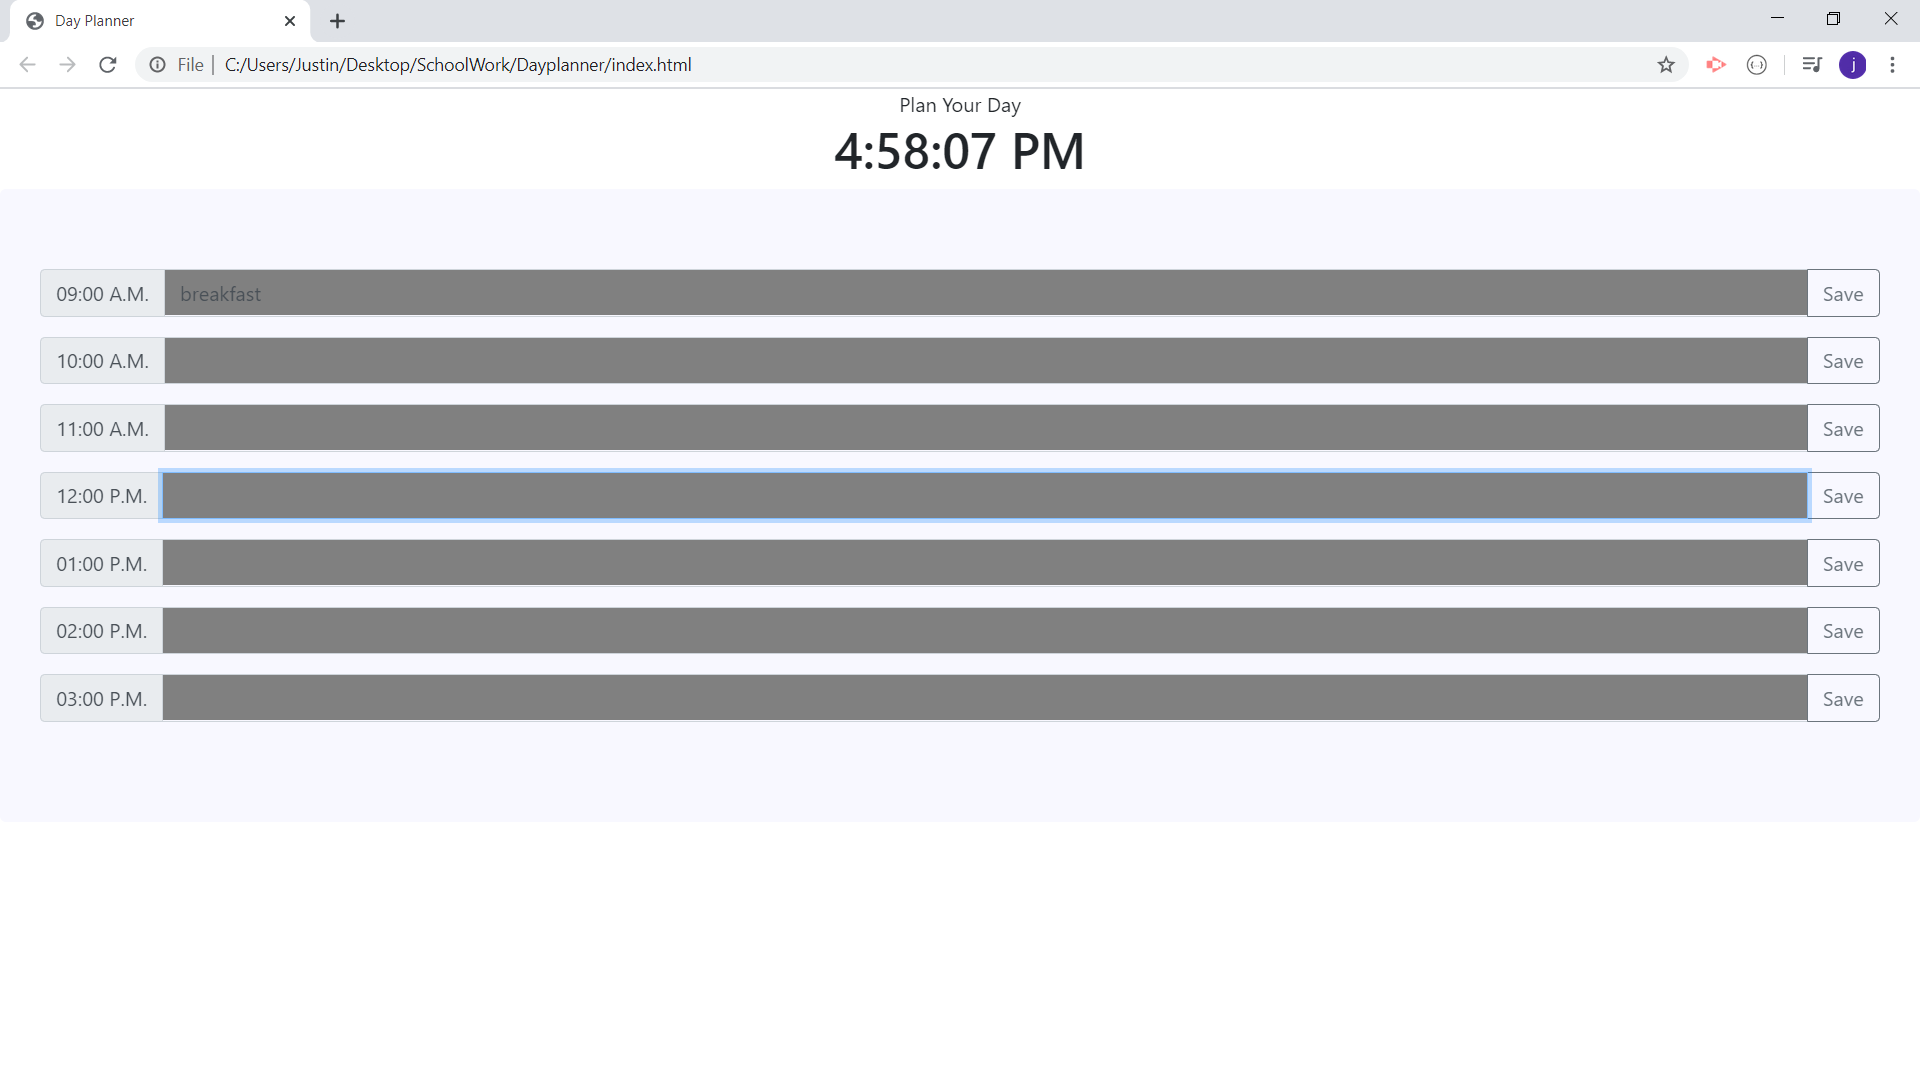 Day Planner
File | C:/Users/Justin/Desktop/SchoolWork/Dayplanner/index.html
j
Plan Your Day
4:58:07 PM
09:00 A.M. breakfast Save
10:00 A.M. Save
11:00 A.M. Save
12:00 P.M. Save
01:00 P.M. Save
02:00 P.M. Save
03:00 P.M. Save